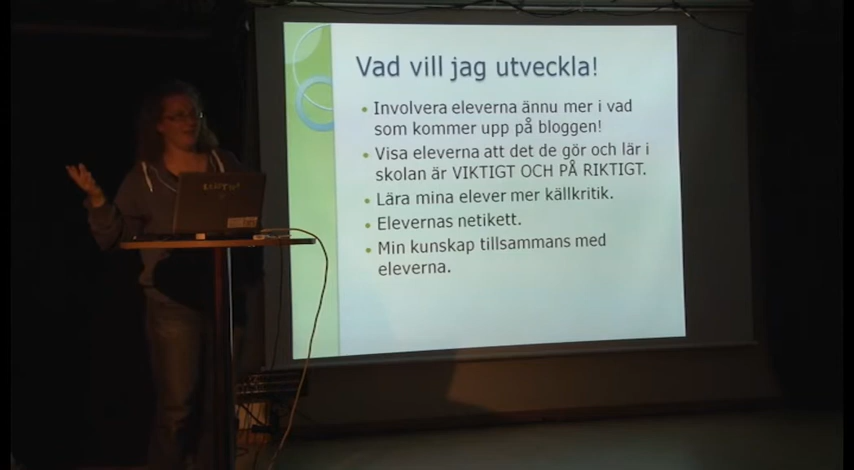 Vad vill jag utveckla!
• Involvera eleverna ännu mer i vad
som kommer upp på bloggen!
• Visa eleverna att det de gör och lär i
skolan är VIKTIGT OCH PÅ RIKTIGT.
• Lära mina elever mer källkritik.
• Elevernas netikett.
• Min kunskap tillsammans med
eleverna.